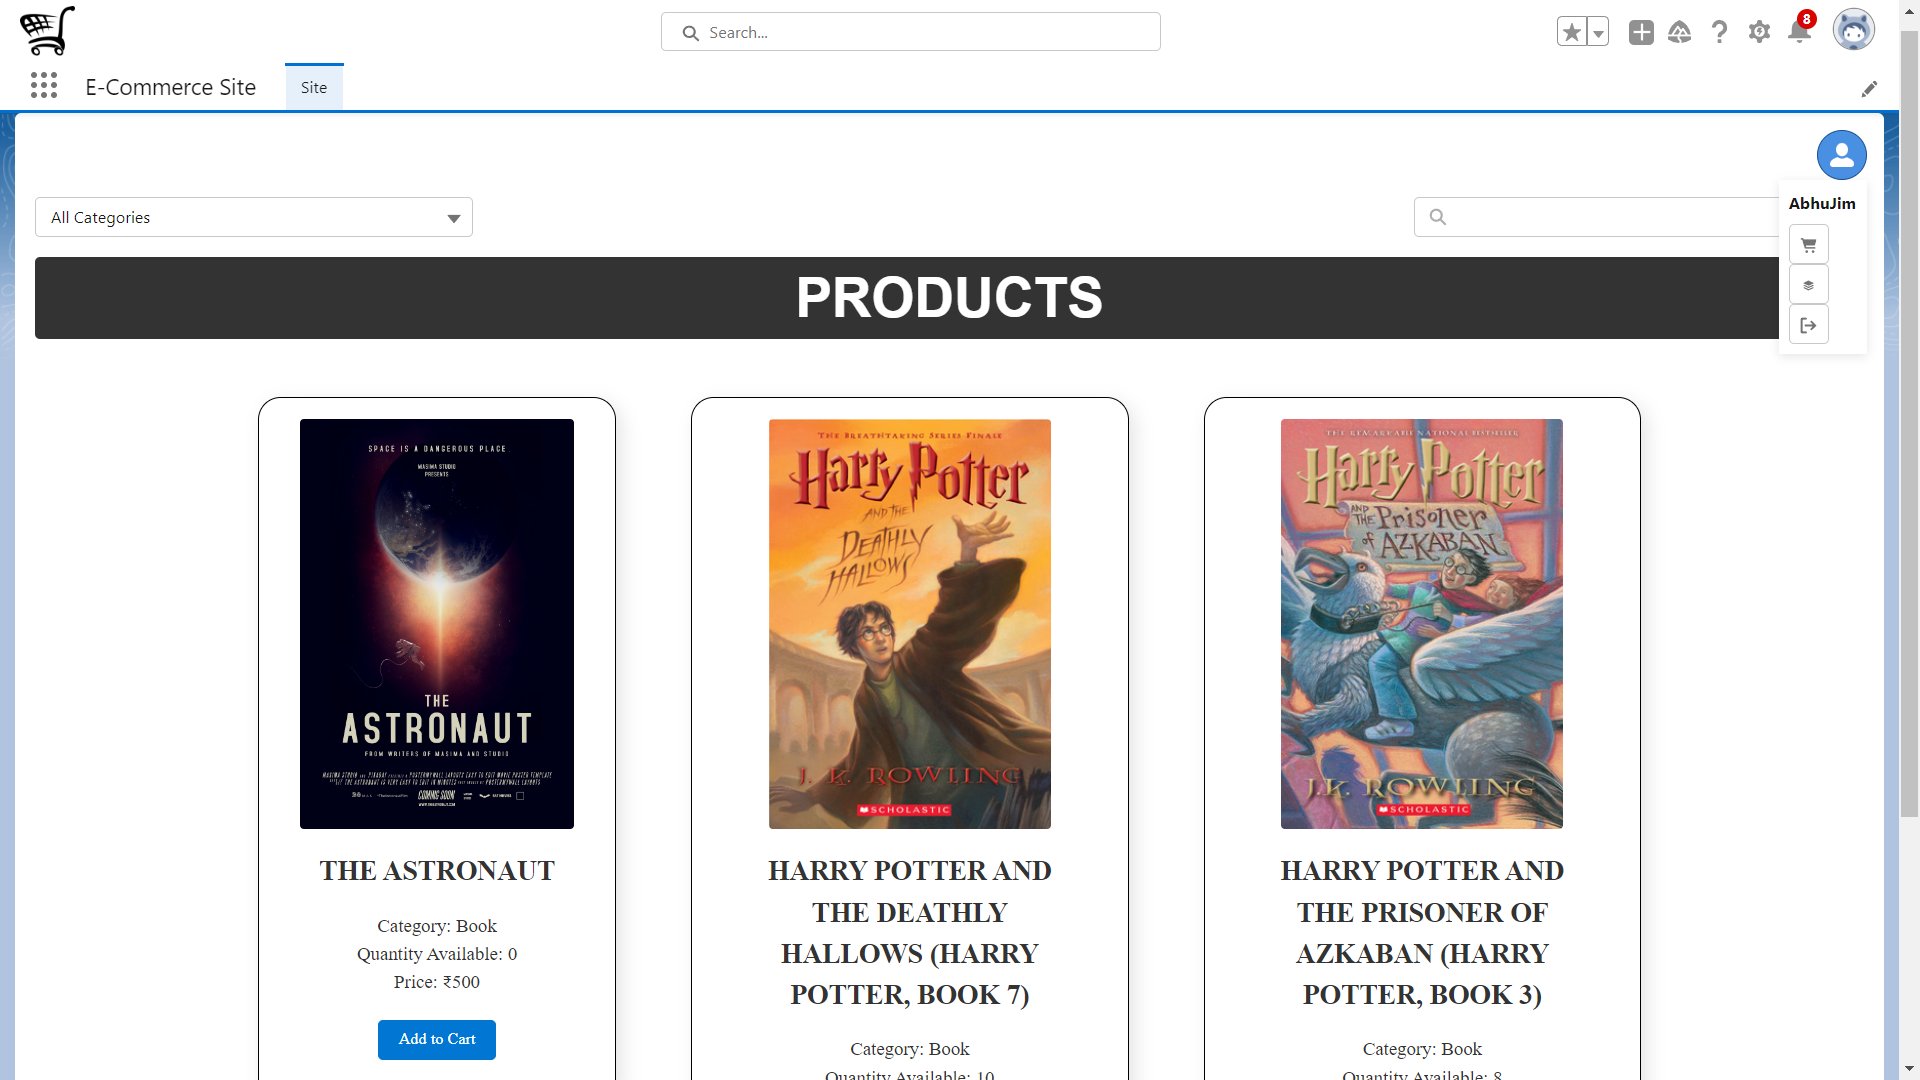 Search...
8
E-Commerce Site
Site
AbhuJim
All Categories
PRODUCTS
SPACE IS A DANGEROUS PLACE
MASIMA STUDIO
PRESENTS
THE
ASTRONAUT
FROM WRITERS OF MASIMA AND STUDIO
COMING SOON
THE BREATHTAKING SERIES FINALE
Harry Potter
AND THE
DEATHLY
HALLOWS
J. K. ROWLING
SCHOLASTIC
THE REMARKABLE NATIONAL BESTSELLER
Harry Potter
AND THE Prisoner
of AZKABAN
J.K. ROWLING
SCHOLASTIC
THE ASTRONAUT
Category: Book
Quantity Available: 0
Price: ₹500
Add to Cart
HARRY POTTER AND
THE DEATHLY
HALLOWS (HARRY
POTTER, BOOK 7)
Category: Book
Quantity Available: 10
HARRY POTTER AND
THE PRISONER OF
AZKABAN (HARRY
POTTER, BOOK 3)
Category: Book
Quantity Available: 8